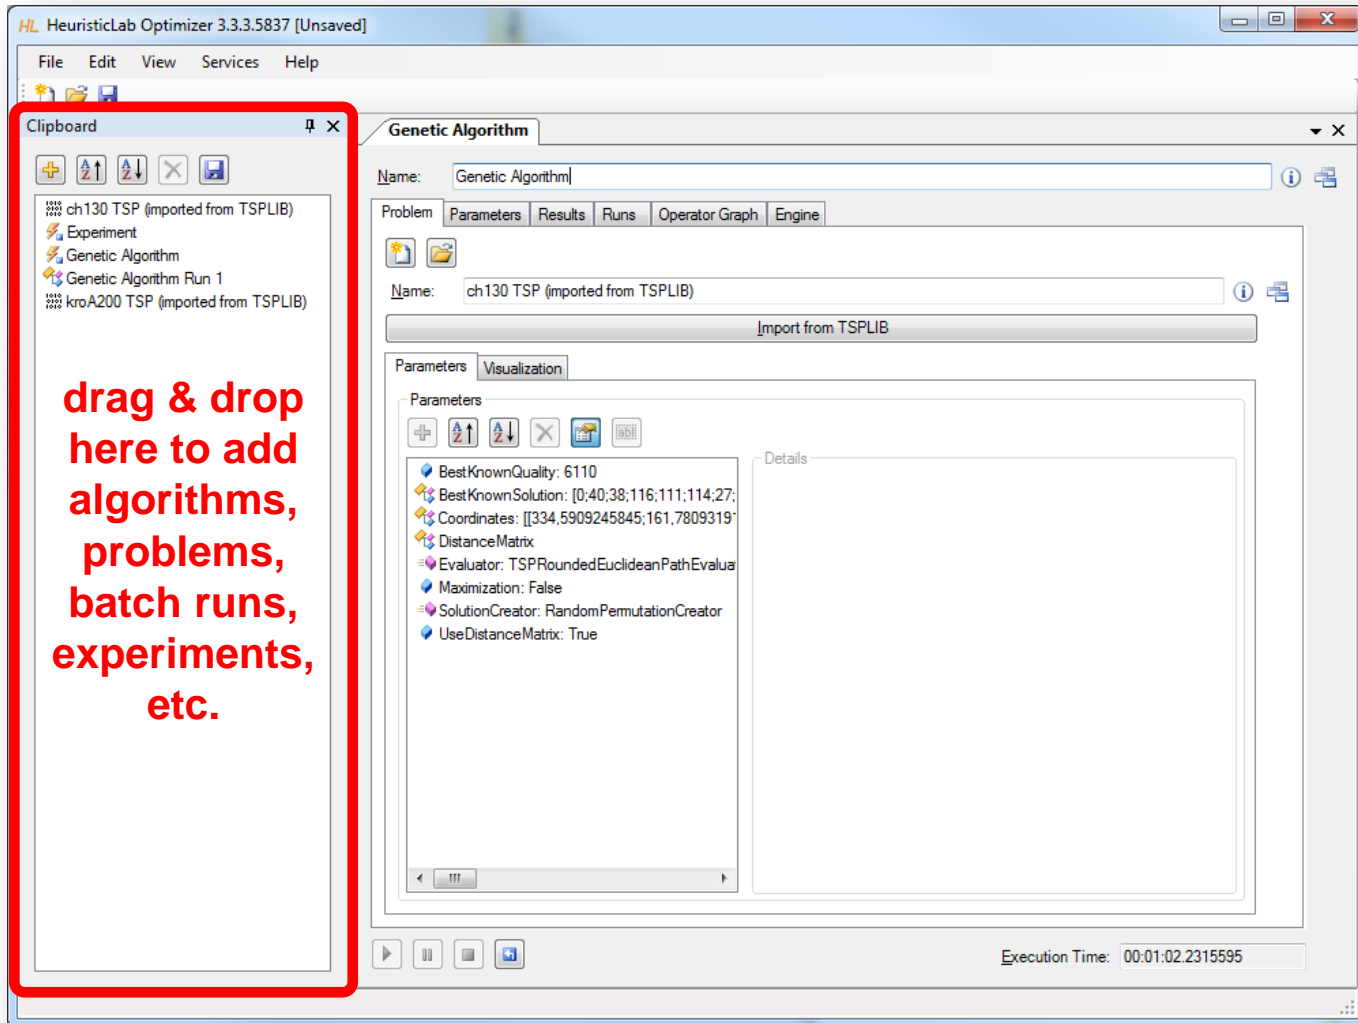 HL HeuristicLab Optimizer 3.3.3.5837 [Unsaved]
File Edit View Services Help
Clipboard
ch130 TSP (imported from TSPLIB)
Experiment
Genetic Algorithm
Genetic Algorithm Run 1
kroA200 TSP (imported from TSPLIB)
drag & drop
here to add
algorithms,
problems,
batch runs,
experiments,
etc.
Genetic Algorithm
Name: Genetic Algorithm
Problem Parameters Results Runs Operator Graph Engine
Name: ch130 TSP (imported from TSPLIB)
Import from TSPLIB
Parameters Visualization
Parameters
Details
BestKnownQuality: 6110
BestKnownSolution: [0;40;38;116;111;114;27;
Coordinates: [[334,5909245845;161,7809319
DistanceMatrix
Evaluator: TSPRoundedEuclideanPathEvalua
Maximization: False
SolutionCreator: RandomPermutationCreator
UseDistanceMatrix: True
Execution Time: 00:01:02.2315595